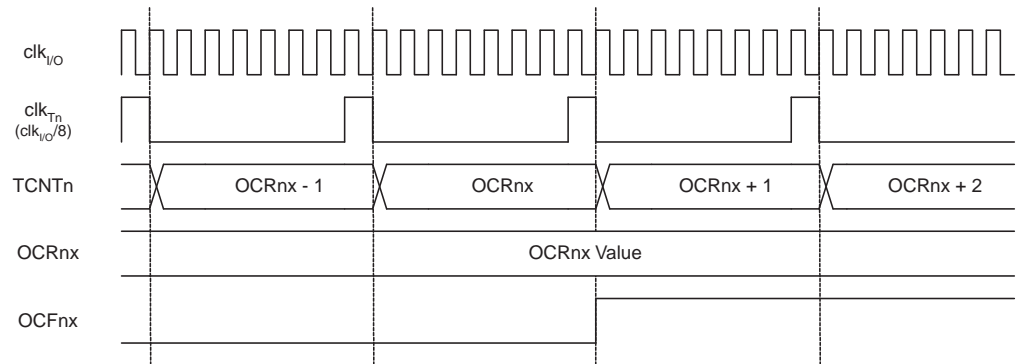 clkI/O
clkTn
(clkI/O/8)
TCNTn OCRnx - 1 OCRnx OCRnx + 1 OCRnx + 2
OCRnx OCRnx Value
OCFnx